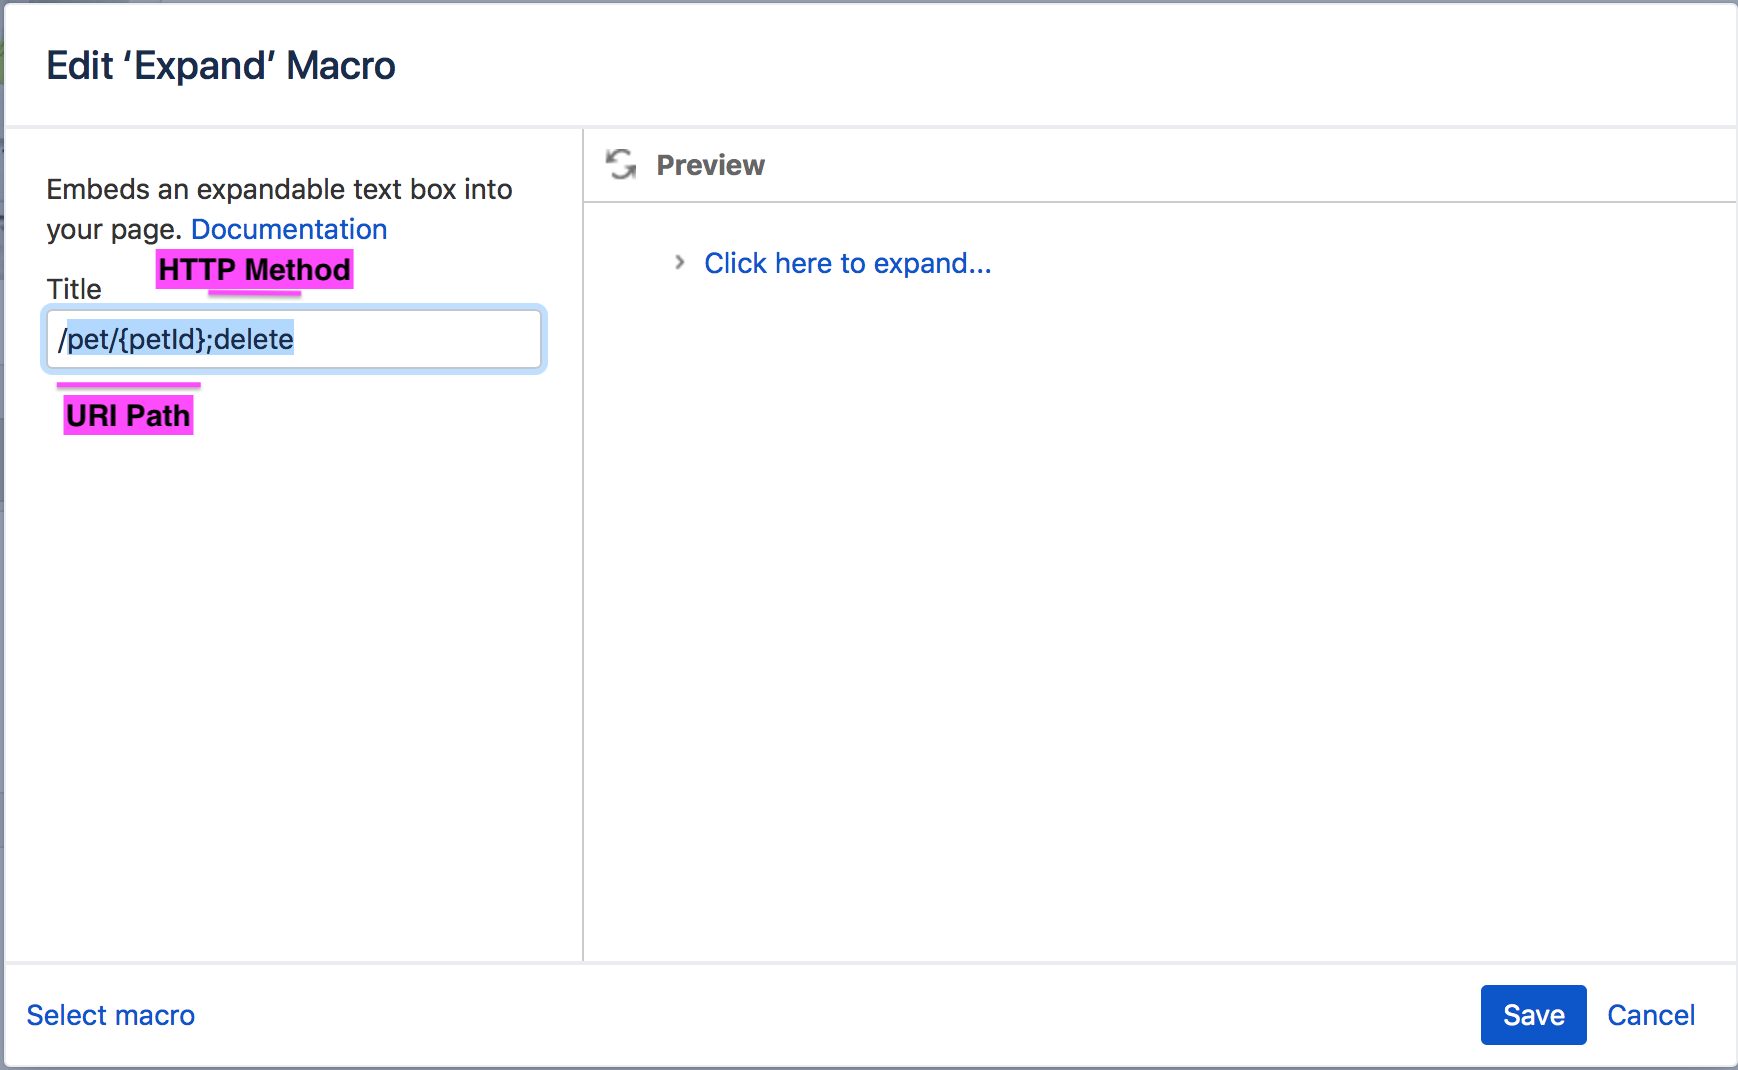 Edit ‘Expand’ Macro
Embeds an expandable text box into
your page. Documentation
HTTP Method
Title
/pet/{petId};delete
URI Path
Preview
Click here to expand...
Select macro
Save
Cancel